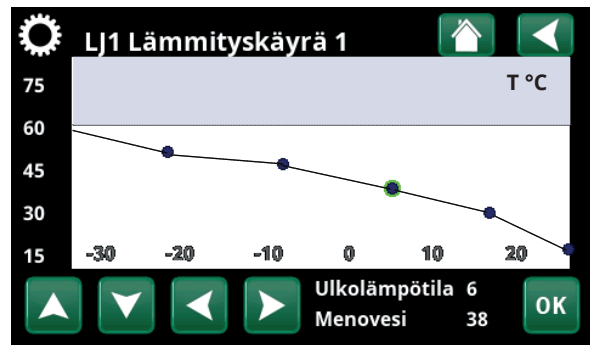 LJ1 Lämmityskäyrä 1
T °C
75
60
45
30
15
-30 -20 -10 0 10 20
Ulkolämpötila 6
Menovesi 38
OK